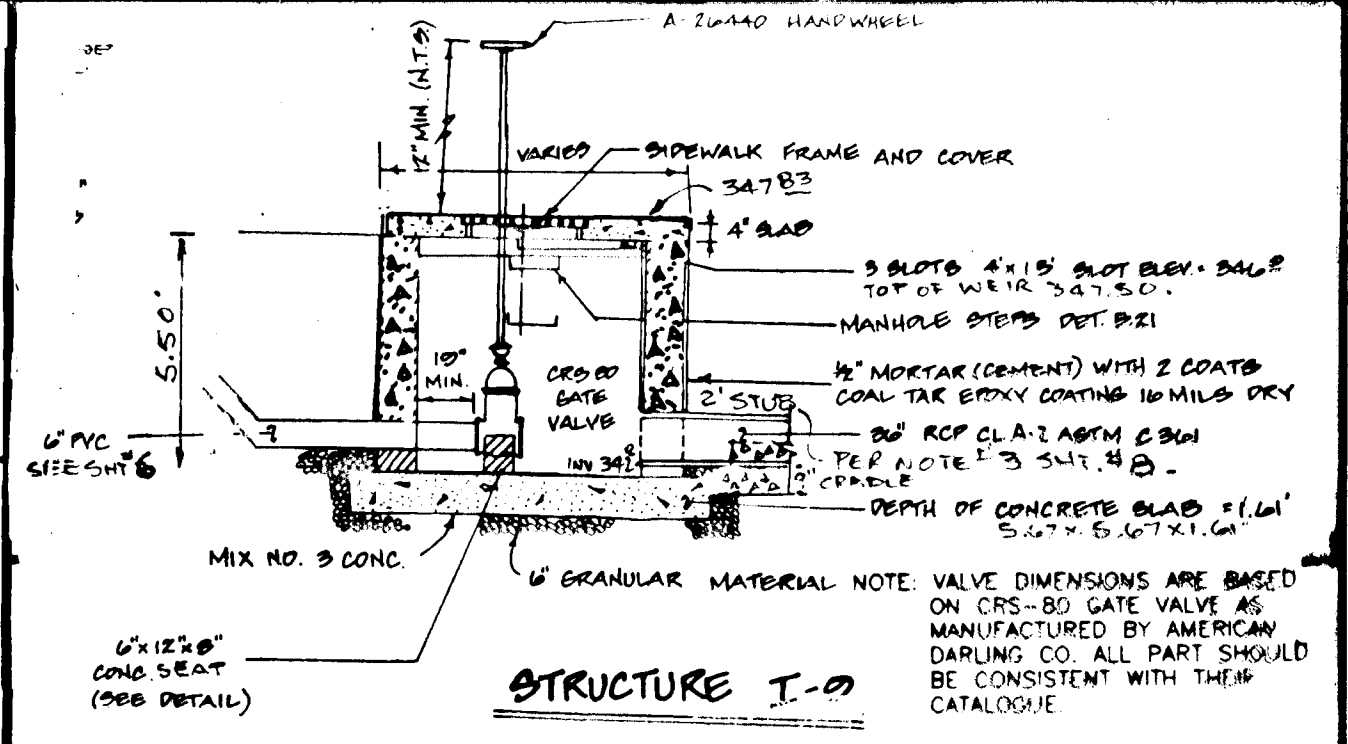 A-26440 HANDWHEEL
12" MIN. (N.T.S.)
VARIES
SIDEWALK FRAME AND COVER
347 83
4" SLAB
3 SLOTS 4'x15' SLOT ELEV. =
TOP OF WEIR 347.50.
MANHOLE STEPS DET. 5.21
5.50'
MIN.
CRS 80
GATE
VALVE
½" MORTAR (CEMENT) WITH 2 COATS
COAL TAR EPOXY COATING 16 MILS DRY
2' STUB
36" RCP CL A-2 ASTM C 361
PER NOTE # 3 SHT. # 8.
CRADLE
6" PVC
SEE SHT # 6
INV
DEPTH OF CONCRETE SLAB = 1.61'
5.67 x 5.67 x 1.61'
MIX NO. 3 CONC.
6" GRANULAR MATERIAL
NOTE: VALVE DIMENSIONS ARE BASED
ON CRS-80 GATE VALVE AS
MANUFACTURED BY AMERICAN
DARLING CO. ALL PART SHOULD
BE CONSISTENT WITH THEIR
CATALOGUE.
6"x12"x8"
CONC. SEAT
(SEE DETAIL)
STRUCTURE I-9